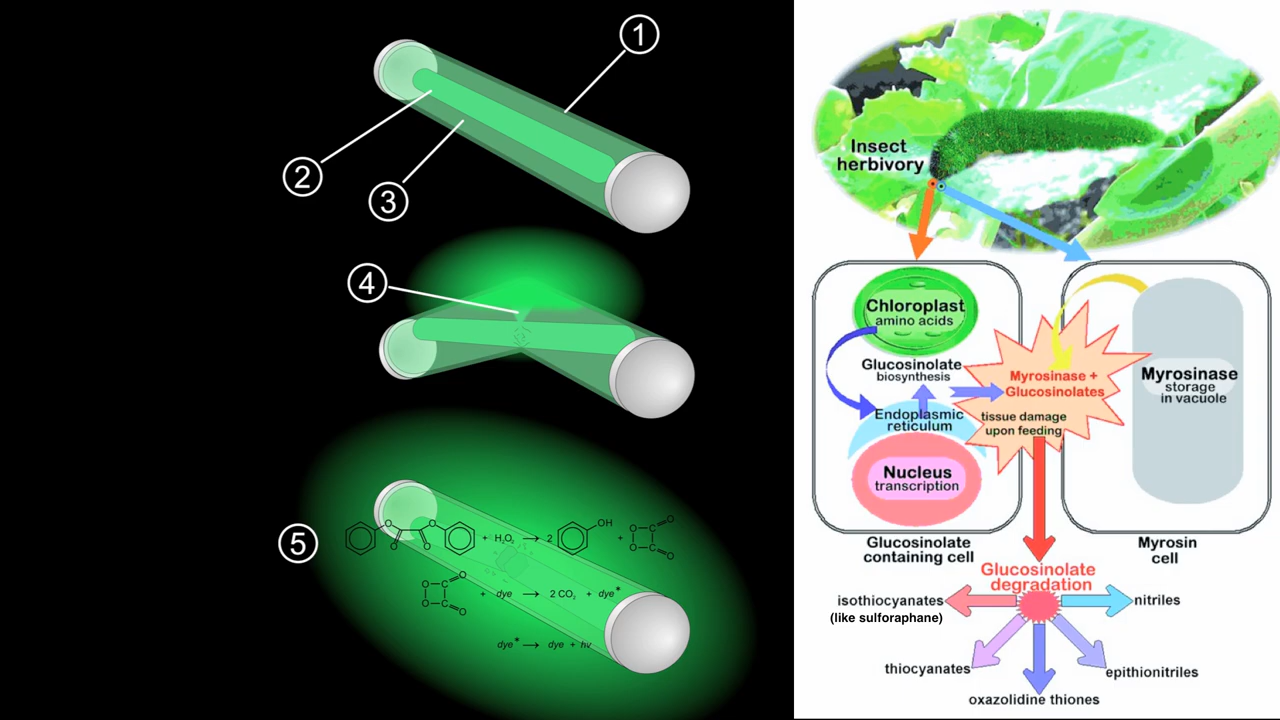 1
2
3
4
5
O O O O + H₂O₂ → 2 OH + O C O O C O
O C O O C O + dye → 2 CO₂ + dye*
dye* → dye + hν
Insect
herbivory
Chloroplast
amino acids
Glucosinolate
biosynthesis
Endoplasmic
reticulum
Nucleus
transcription
Myrosinase +
Glucosinolates
tissue damage
upon feeding
Myrosinase
storage
in vacuole
Glucosinolate
containing cell
Myrosin
cell
Glucosinolate
degradation
isothiocyanates
(like sulforaphane)
nitriles
thiocyanates
epithionitriles
oxazolidine thiones